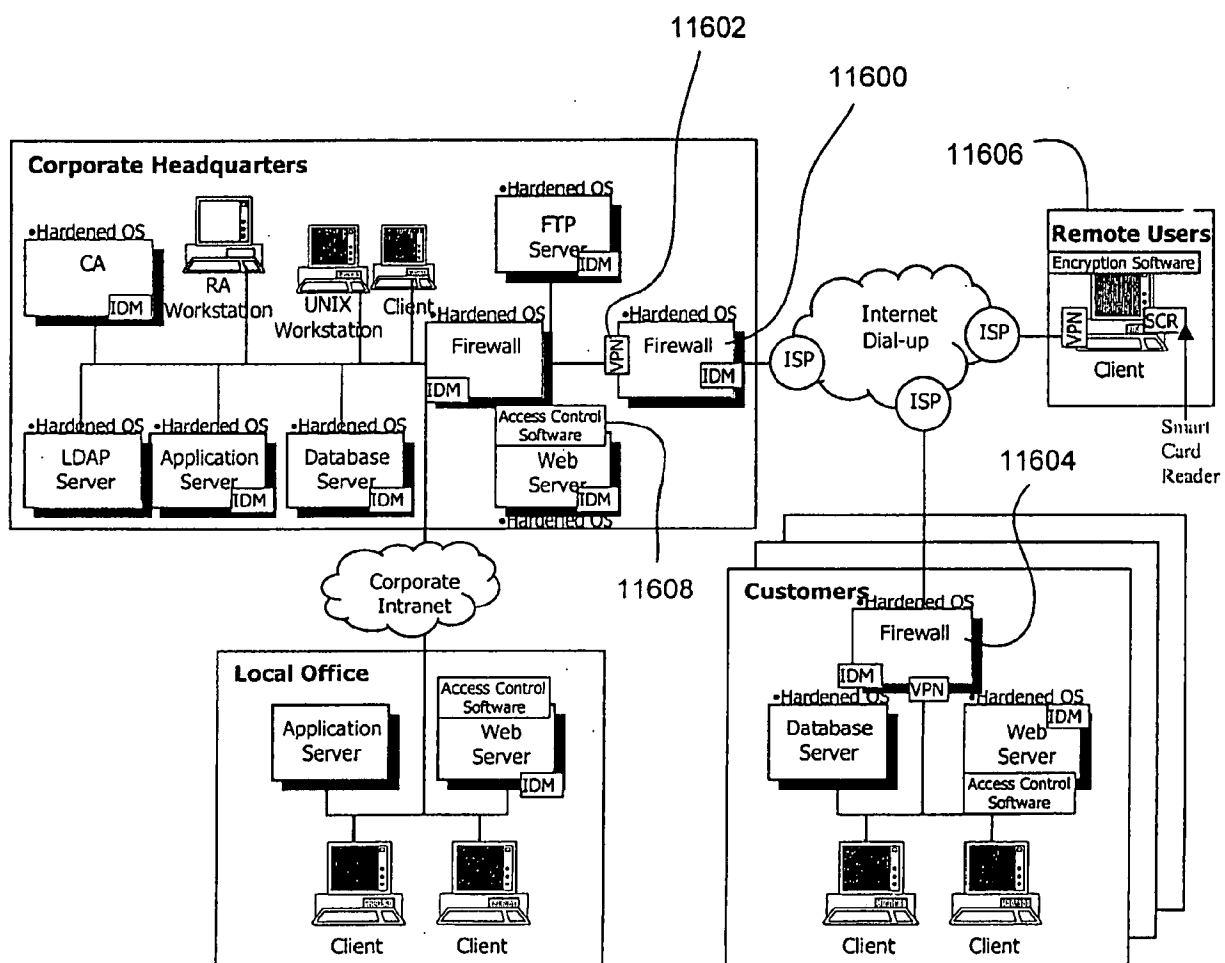 11602
11600
11606
Corporate Headquarters
•Hardened OS
CA
IDM
RA
Workstation
UNIX
Workstation
Client
•Hardened OS
FTP
Server
IDM
•Hardened OS
Firewall
IDM
VPN
•Hardened OS
Firewall
IDM
•Hardened OS
LDAP
Server
•Hardened OS
Application
Server
IDM
•Hardened OS
Database
Server
IDM
Access Control
Software
Web
Server
IDM
•Hardened OS
ISP
Internet
Dial-up
ISP
ISP
Remote Users
Encryption Software
VPN
SCR
Client
Smart
Card
Reader
11604
11608
Corporate
Intranet
Local Office
Application
Server
Access Control
Software
Web
Server
IDM
Client
Client
Customers
•Hardened OS
Firewall
IDM
VPN
•Hardened OS
Database
Server
•Hardened OS
IDM
Web
Server
Access Control
Software
Client
Client